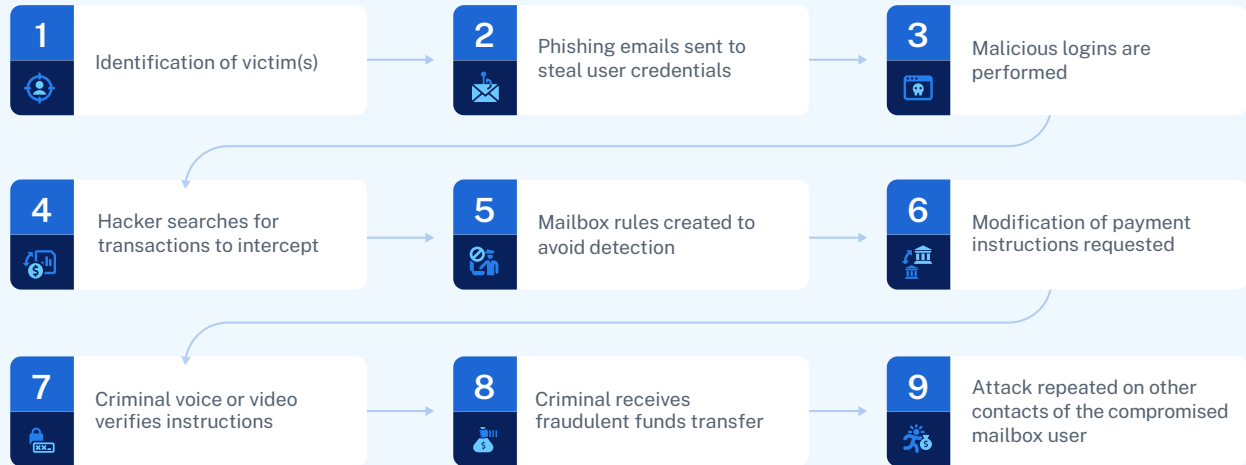 1
Identification of victim(s)
2
Phishing emails sent to
steal user credentials
3
Malicious logins are
performed
4
Hacker searches for
transactions to intercept
5
Mailbox rules created to
avoid detection
6
Modification of payment
instructions requested
7
Criminal voice or video
verifies instructions
8
Criminal receives
fraudulent funds transfer
9
Attack repeated on other
contacts of the compromised
mailbox user